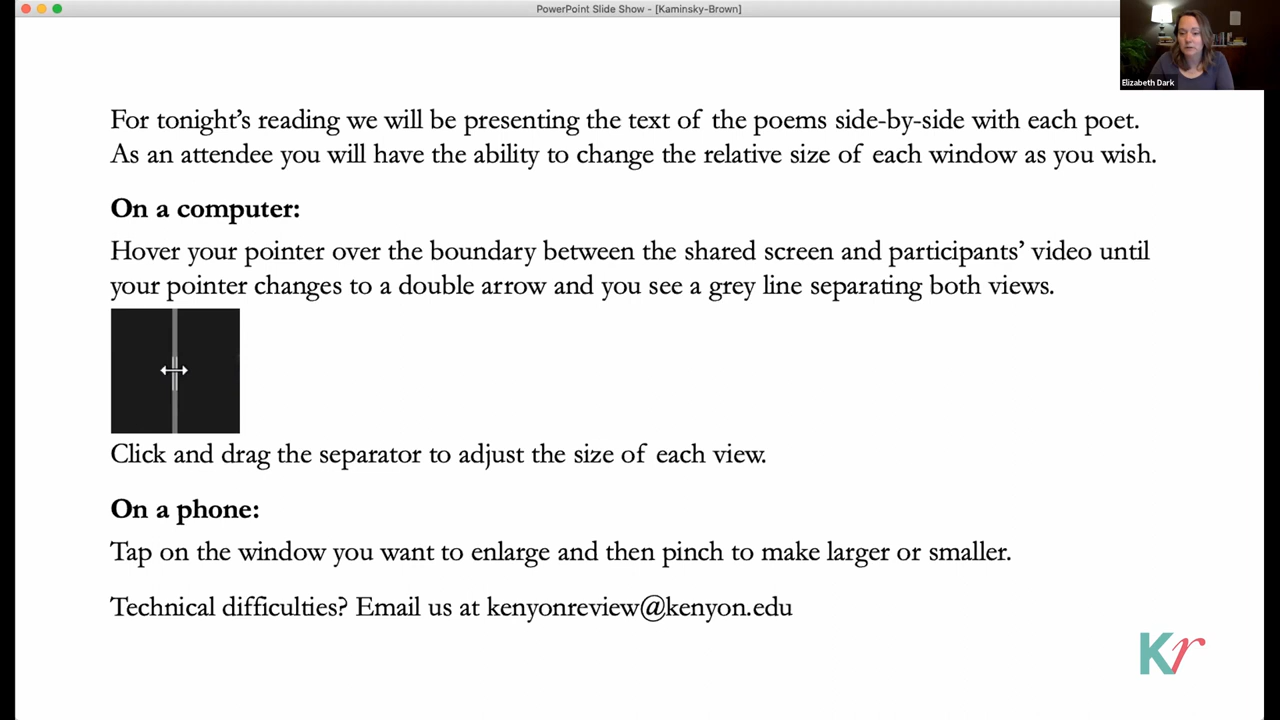 PowerPoint Slide Show - [Kaminsky-Brown]
Elizabeth Dark
For tonight’s reading we will be presenting the text of the poems side-by-side with each poet.
As an attendee you will have the ability to change the relative size of each window as you wish.
On a computer:
Hover your pointer over the boundary between the shared screen and participants’ video until
your pointer changes to a double arrow and you see a grey line separating both views.
Click and drag the separator to adjust the size of each view.
On a phone:
Tap on the window you want to enlarge and then pinch to make larger or smaller.
Technical difficulties? Email us at kenyonreview@kenyon.edu
Kr